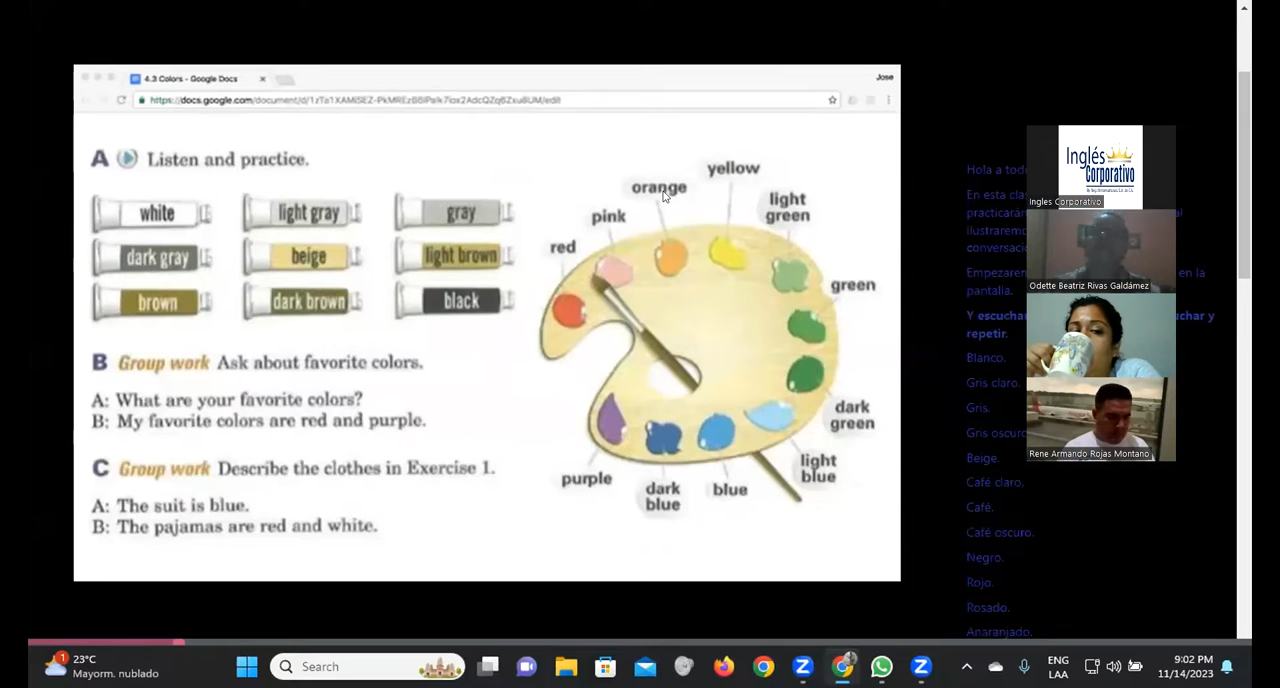 4.3 Colors - Google Docs
Jose
A Listen and practice.
white
light gray
gray
dark gray
beige
light brown
brown
dark brown
black
B Group work Ask about favorite colors.
A: What are your favorite colors?
B: My favorite colors are red and purple.
C Group work Describe the clothes in Exercise 1.
A: The suit is blue.
B: The pajamas are red and white.
yellow
orange
light
green
pink
red
green
dark
green
light
blue
purple
dark
blue
blue
Hola a tod
En esta cla
practicará
ilustraremo
conversaci
Empezare
en la
pantalla.
Y escuchar
uchar y
repetir.
Blanco.
Gris claro.
Gris.
Gris oscuro
Beige.
Café claro.
Café.
Café oscuro.
Negro.
Rojo.
Rosado.
Anaranjado.
Inglés
Corporativo
Ingles Corporativo
Odette Beatriz Rivas Galdámez
Rene Armando Rojas Montano
1
23°C
Mayorm. nublado
Search
ENG
LAA
9:02 PM
11/14/2023